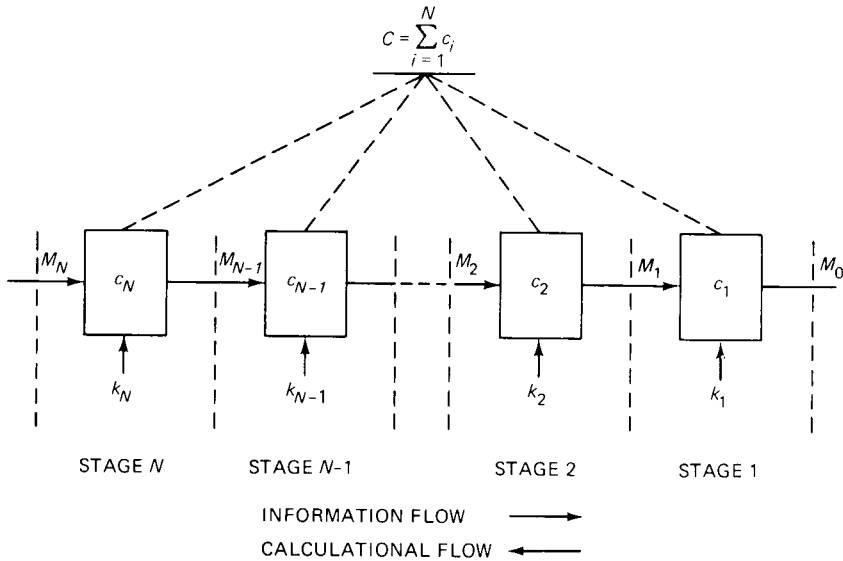 N
C = ∑ c_i
i = 1
M_N c_N M_{N-1} c_{N-1} M_2 c_2 M_1 c_1 M_0
k_N k_{N-1} k_2 k_1
STAGE N STAGE N-1 STAGE 2 STAGE 1
INFORMATION FLOW
CALCULATIONAL FLOW